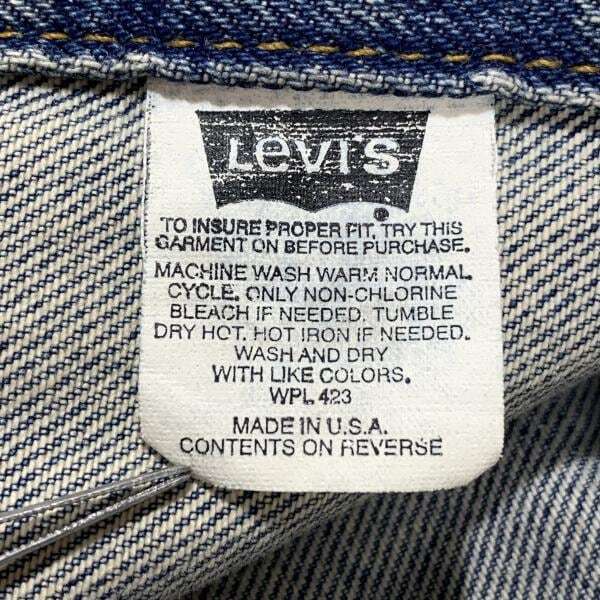 Levi's
TO INSURE PROPER FIT, TRY THIS
GARMENT ON BEFORE PURCHASE.
MACHINE WASH WARM NORMAL
CYCLE. ONLY NON-CHLORINE
BLEACH IF NEEDED. TUMBLE
DRY HOT. HOT IRON IF NEEDED.
WASH AND DRY
WITH LIKE COLORS.
WPL 423
MADE IN U.S.A.
CONTENTS ON REVERSE